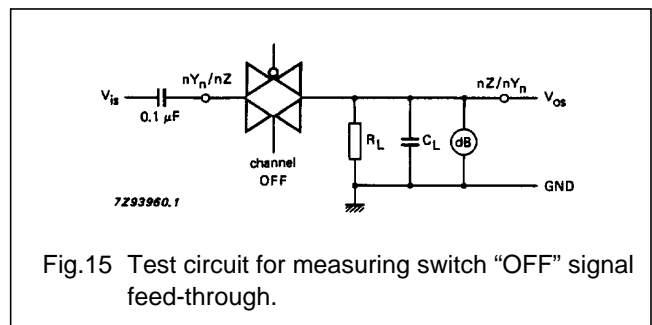 V_is
0.1 µF
nY_n/nZ
channel
OFF
R_L
C_L
dB
nZ/nY_n
V_os
GND
7Z93960.1
Fig.15 Test circuit for measuring switch “OFF” signal
feed-through.